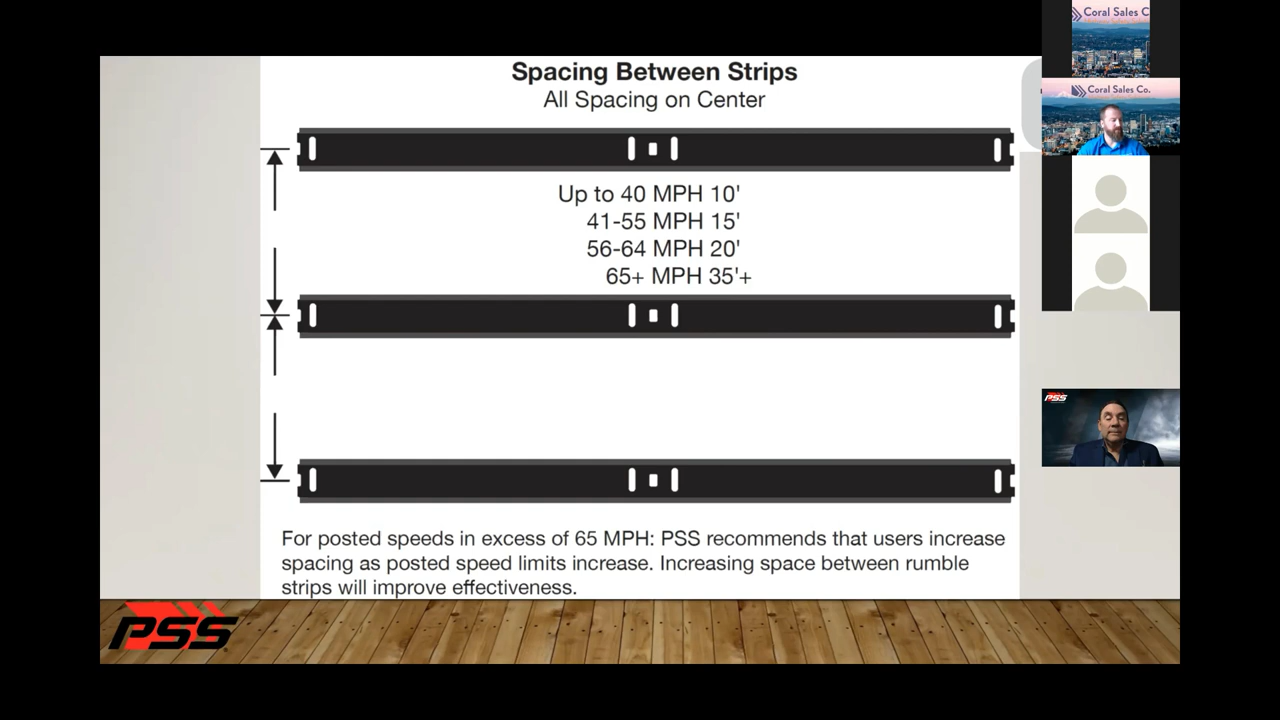 Spacing Between Strips
All Spacing on Center
Up to 40 MPH 10'
41-55 MPH 15'
56-64 MPH 20'
65+ MPH 35'+
For posted speeds in excess of 65 MPH: PSS recommends that users increase
spacing as posted speed limits increase. Increasing space between rumble
strips will improve effectiveness.
PSS
Coral Sales C
Coral Sales Co.
PSS